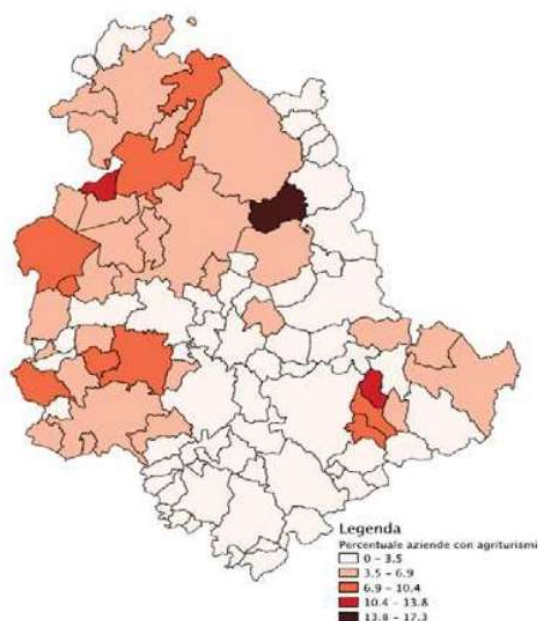 Legenda
Percentuale aziende con agriturismi
0 - 3.5
3.5 - 6.9
6.9 - 10.4
10.4 - 13.8
13.8 - 17.3